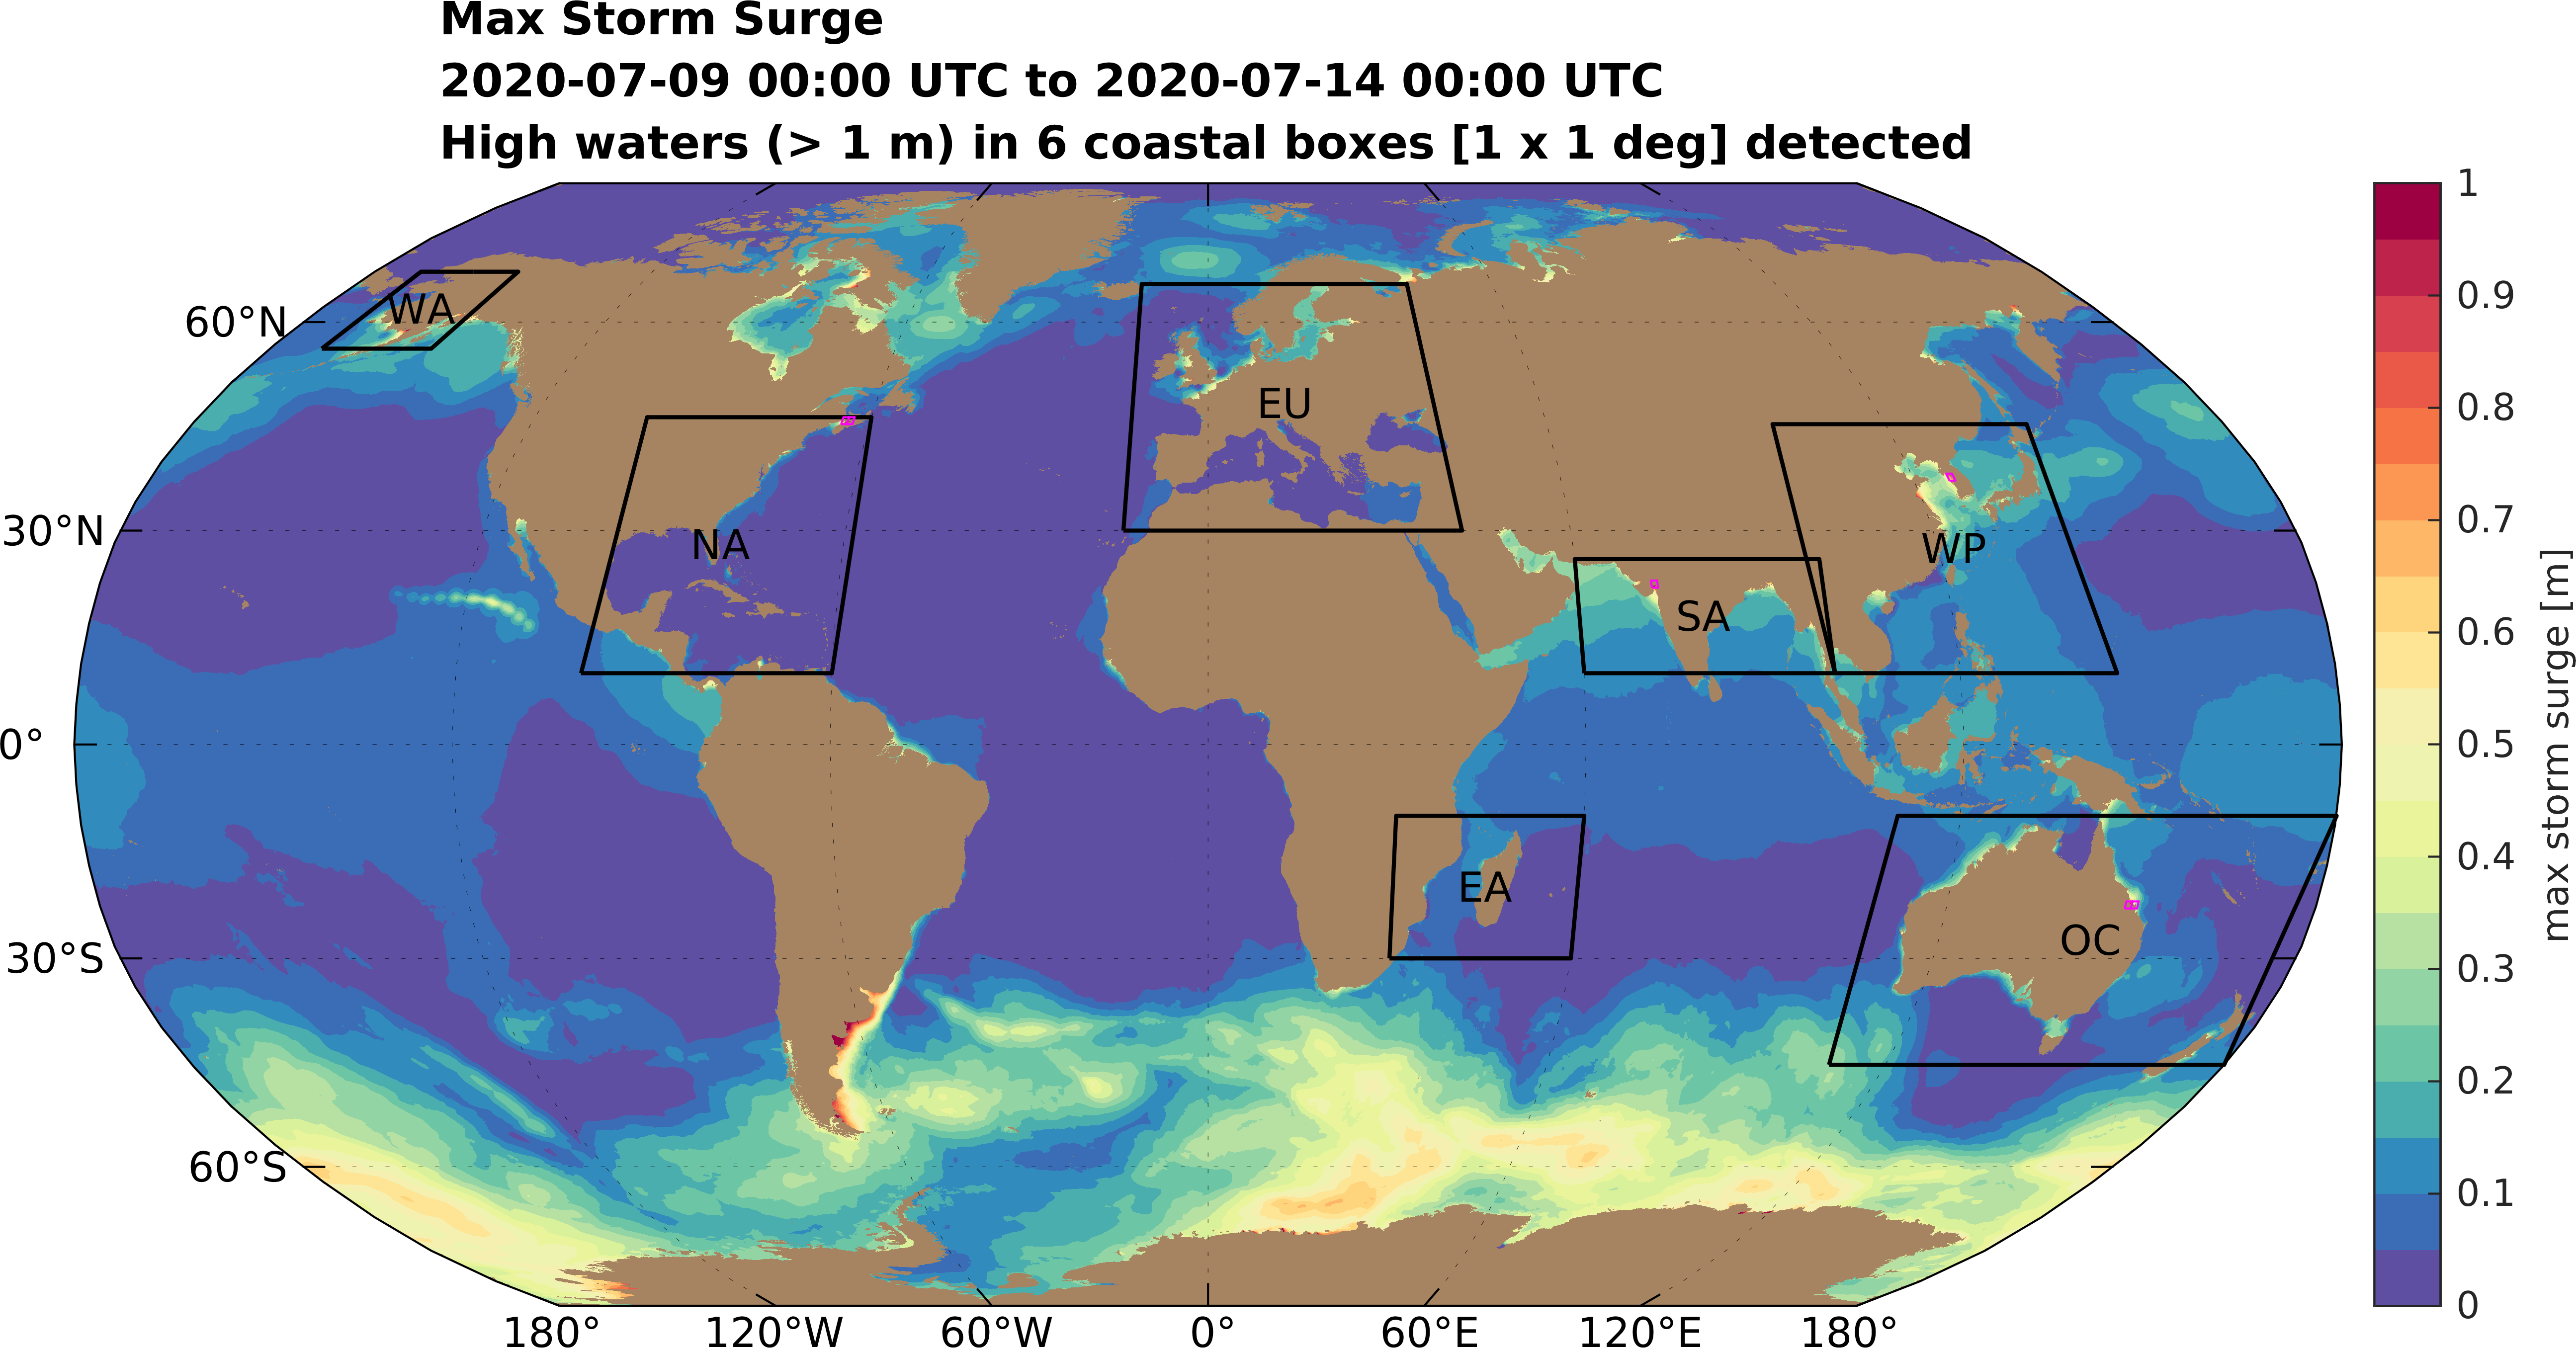 Max Storm Surge
2020-07-09 00:00 UTC to 2020-07-14 00:00 UTC
High waters (> 1 m) in 6 coastal boxes [1 x 1 deg] detected
60°N
30°N
0°
30°S
60°S
180°
120°W
60°W
0°
60°E
120°E
180°
WA
NA
EU
SA
WP
EA
OC
1
0.9
0.8
0.7
0.6
0.5
0.4
0.3
0.2
0.1
0
max storm surge [m]